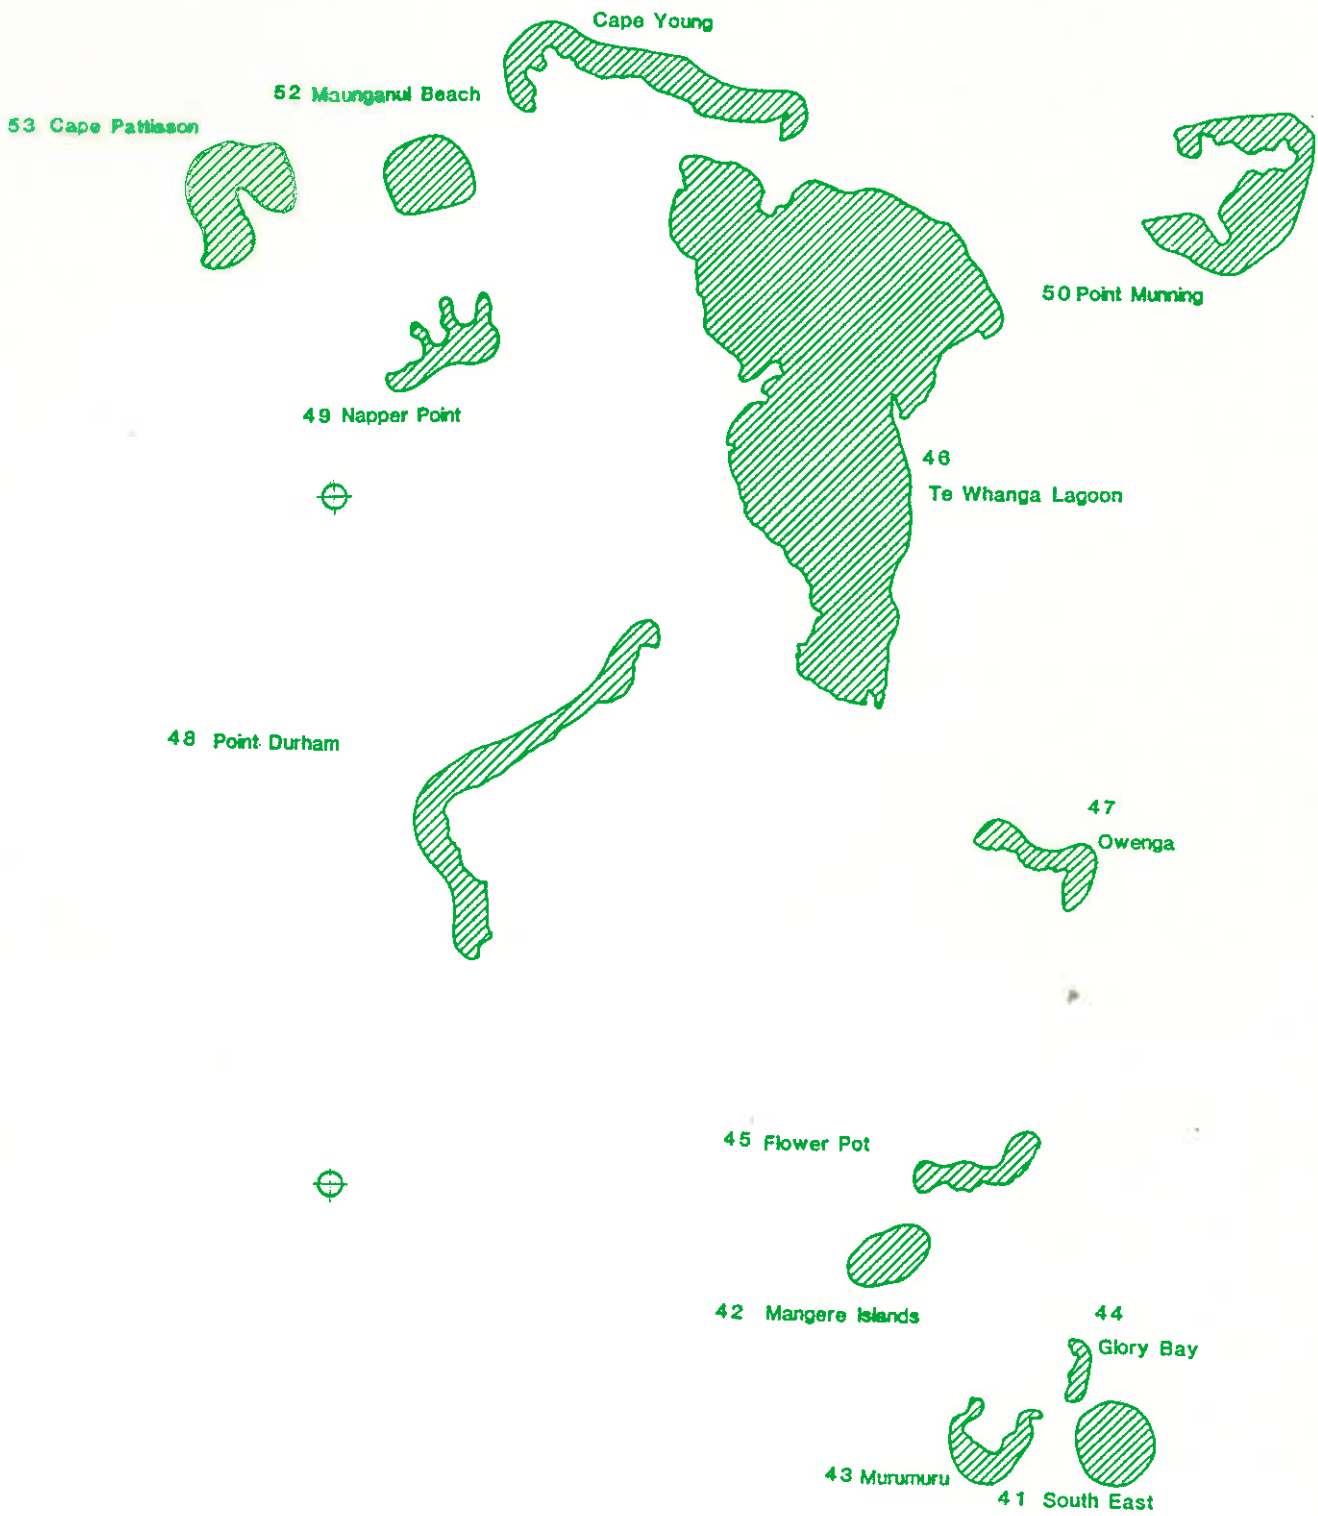 Cape Young
52 Maunganui Beach
53 Cape Pattisson
50 Point Munning
49 Napper Point
46
Te Whanga Lagoon
48 Point Durham
47
Owenga
45 Flower Pot
42 Mangere Islands
44
Glory Bay
43 Murumuru
41 South East